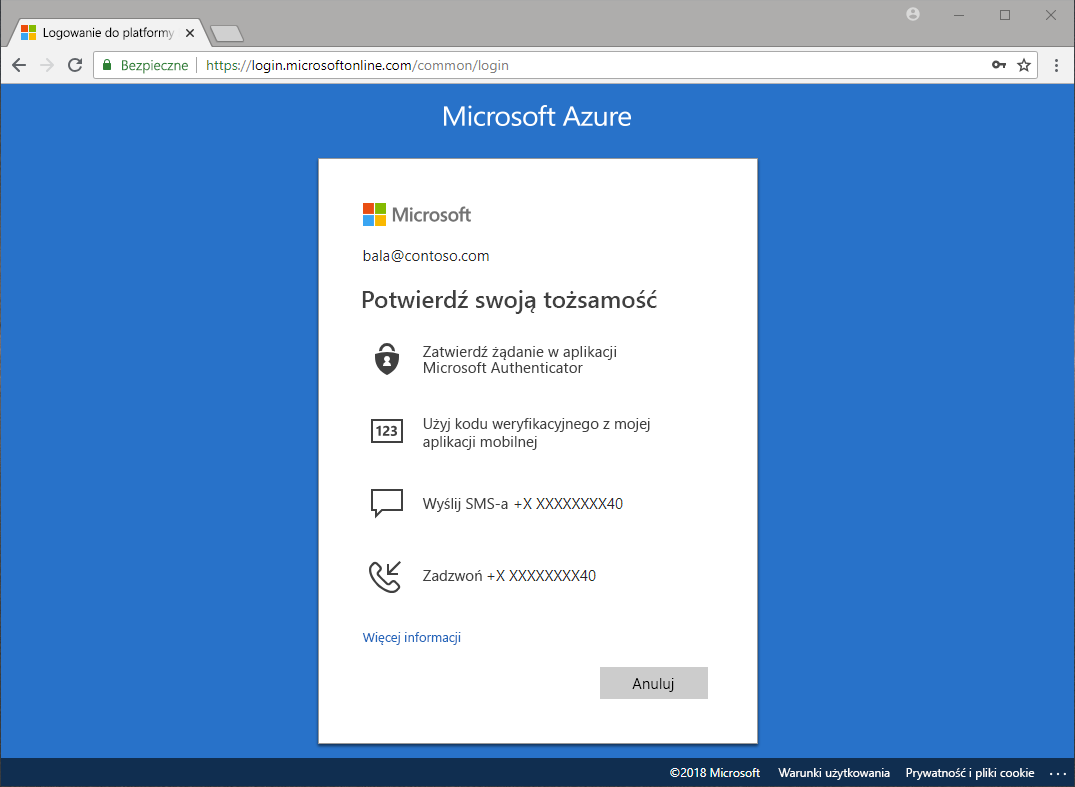 Logowanie do platformy
Bezpieczne https://login.microsoftonline.com/common/login
Microsoft Azure
Microsoft
bala@contoso.com
Potwierdź swoją tożsamość
Zatwierdź żądanie w aplikacji
Microsoft Authenticator
123
Użyj kodu weryfikacyjnego z mojej
aplikacji mobilnej
Wyślij SMS-a +X XXXXXXXX40
Zadzwoń +X XXXXXXXX40
Więcej informacji
Anuluj
©2018 Microsoft Warunki użytkowania Prywatność i pliki cookie ...